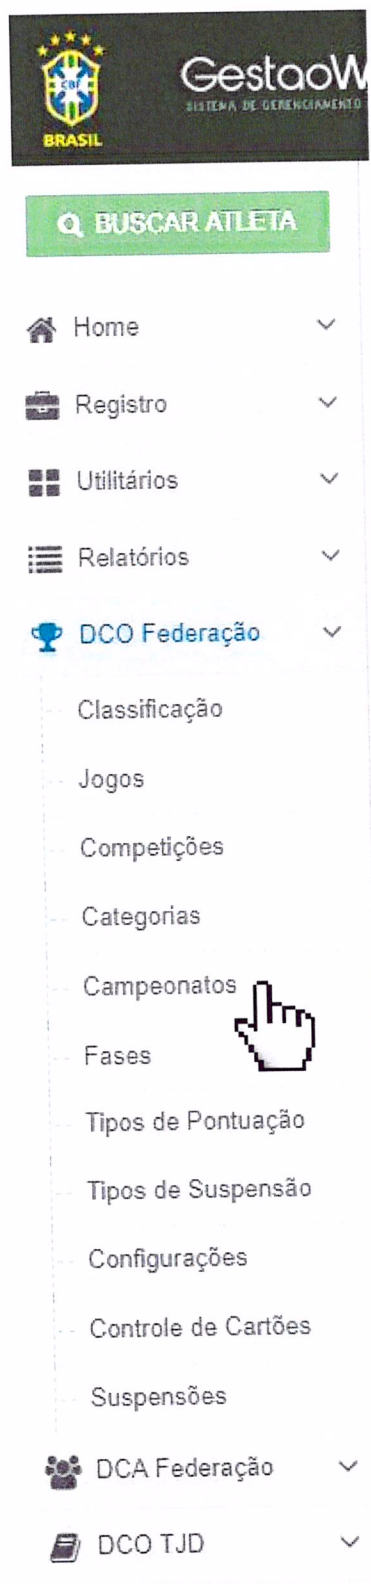 CBF
BRASIL
GestaoW
SISTEMA DE GERENCIAMENTO
BUSCAR ATLETA
Home
Registro
Utilitários
Relatórios
DCO Federação
Classificação
Jogos
Competições
Categorias
Campeonatos
Fases
Tipos de Pontuação
Tipos de Suspensão
Configurações
Controle de Cartões
Suspensões
DCA Federação
DCO TJD